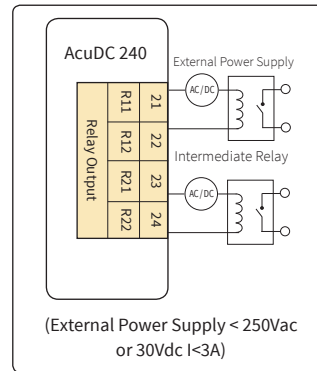 AcuDC 240
External Power Supply
Relay Output
R11 21
AC/DC
R12 22
Intermediate Relay
R21 23
AC/DC
R22 24
(External Power Supply < 250Vac
or 30Vdc I<3A)